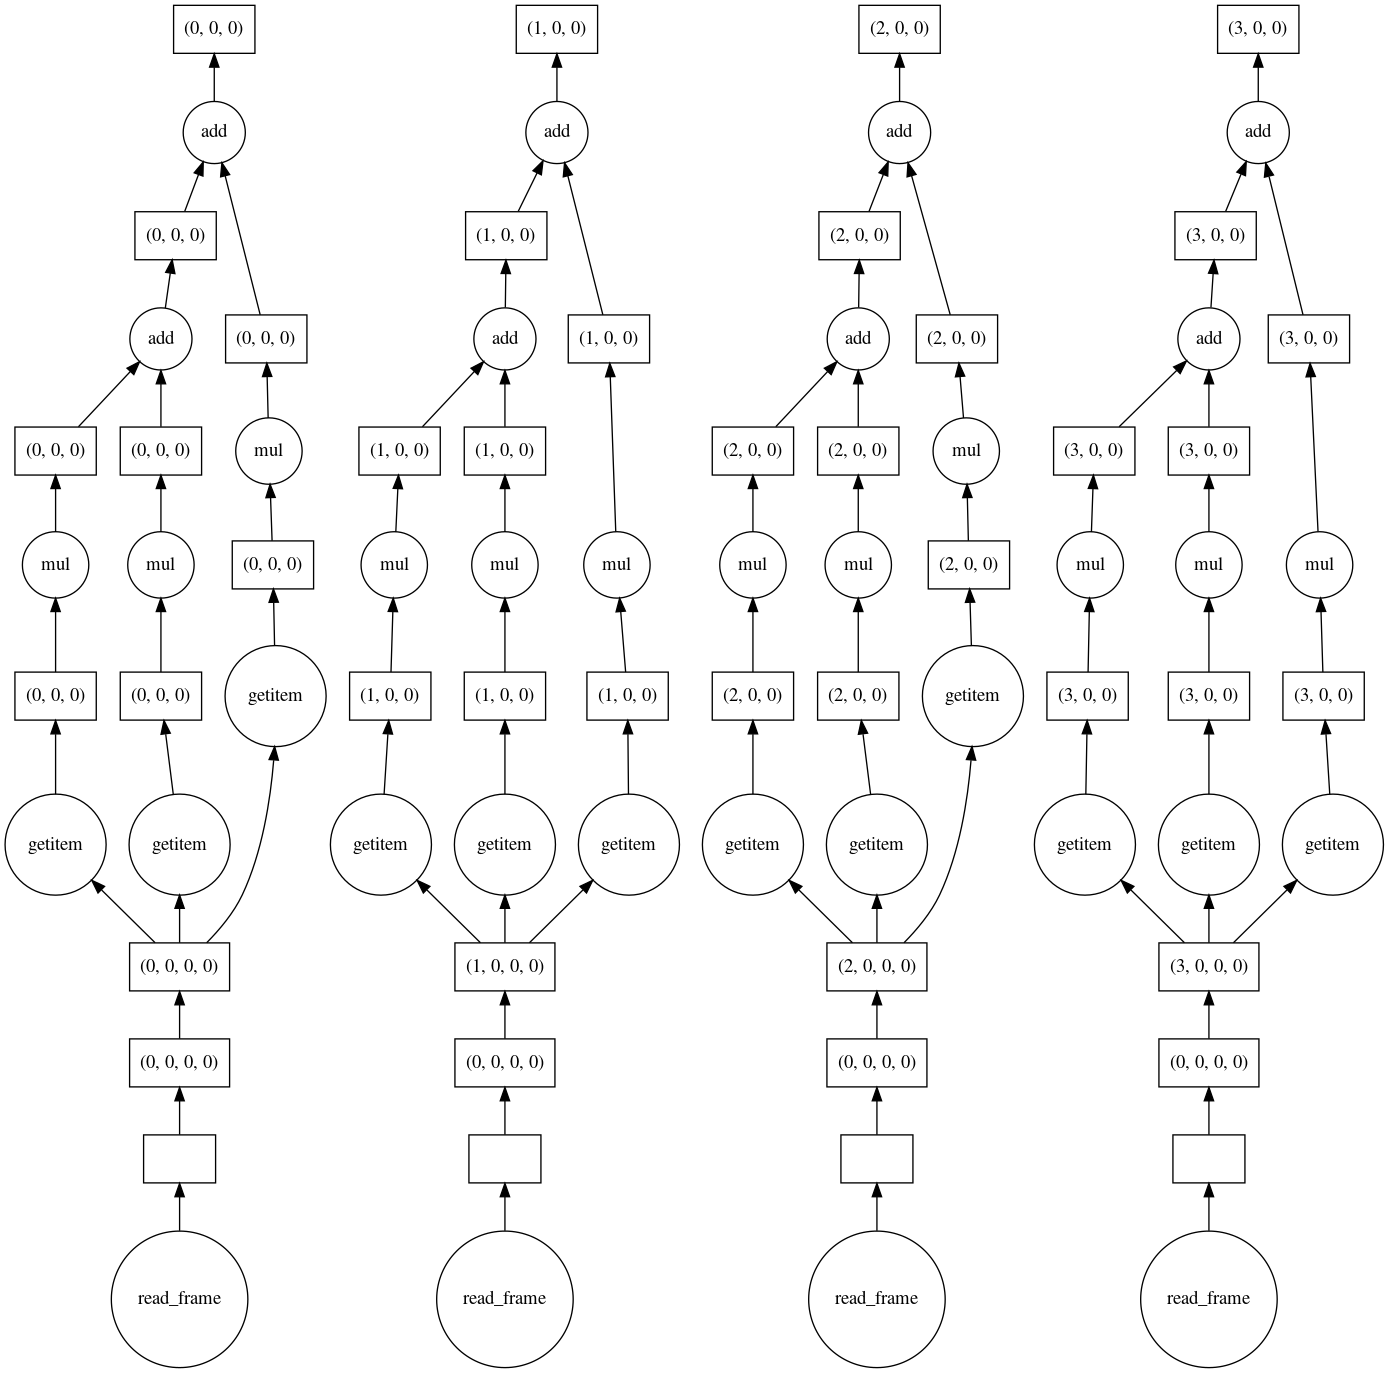 (0, 0, 0)
(1, 0, 0)
(2, 0, 0)
(3, 0, 0)
add
add
add
add
(0, 0, 0)
(1, 0, 0)
(2, 0, 0)
(3, 0, 0)
add
(0, 0, 0)
add
(1, 0, 0)
add
(2, 0, 0)
add
(3, 0, 0)
(0, 0, 0)
(0, 0, 0)
mul
(1, 0, 0)
(1, 0, 0)
(2, 0, 0)
(2, 0, 0)
mul
(3, 0, 0)
(3, 0, 0)
mul
mul
(0, 0, 0)
mul
mul
mul
mul
mul
(2, 0, 0)
mul
mul
mul
(0, 0, 0)
(0, 0, 0)
getitem
(1, 0, 0)
(1, 0, 0)
(1, 0, 0)
(2, 0, 0)
(2, 0, 0)
getitem
(3, 0, 0)
(3, 0, 0)
(3, 0, 0)
getitem
getitem
getitem
getitem
getitem
getitem
getitem
getitem
getitem
getitem
(0, 0, 0, 0)
(1, 0, 0, 0)
(2, 0, 0, 0)
(3, 0, 0, 0)
(0, 0, 0, 0)
(0, 0, 0, 0)
(0, 0, 0, 0)
(0, 0, 0, 0)
read_frame
read_frame
read_frame
read_frame